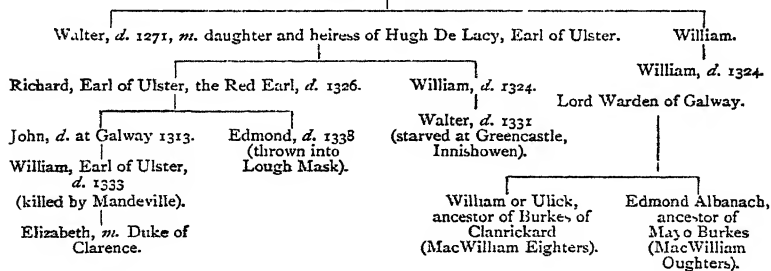 Walter, d. 1271, m. daughter and heiress of Hugh De Lacy, Earl of Ulster.
William.
William, d. 1324.
Lord Warden of Galway.
Richard, Earl of Ulster, the Red Earl, d. 1326.
William, d. 1324.
Walter, d. 1331
(starved at Greencastle,
Innishowen).
John, d. at Galway 1313.
William, Earl of Ulster,
d. 1333
(killed by Mandeville).
Elizabeth, m. Duke of
Clarence.
Edmond, d. 1338
(thrown into
Lough Mask).
William or Ulick,
ancestor of Burkes of
Clanrickard
(MacWilliam Eighters).
Edmond Albanach,
ancestor of
Mayo Burkes
(MacWilliam
Oughters).